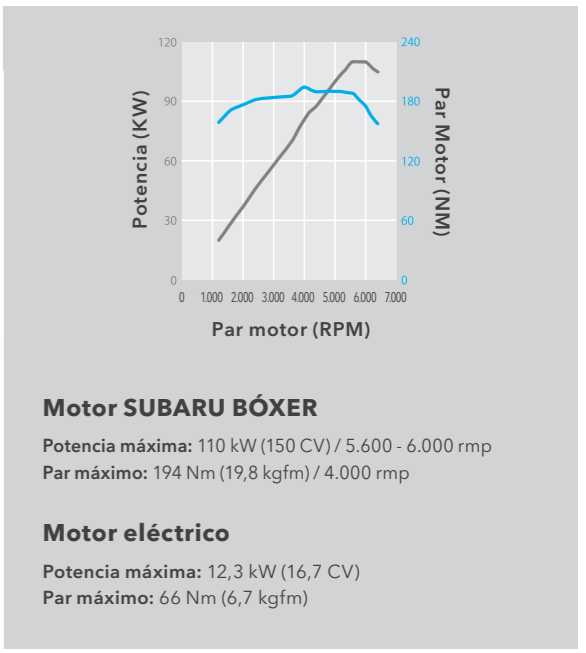 120
240
90
180
60
120
30
60
0
0
Potencia (KW)
Par Motor (NM)
0 1.000 2.000 3.000 4.000 5.000 6.000 7.000
Par motor (RPM)
Motor SUBARU BÓXER
Potencia máxima: 110 kW (150 CV) / 5.600 - 6.000 rmp
Par máximo: 194 Nm (19,8 kgfm) / 4.000 rmp
Motor eléctrico
Potencia máxima: 12,3 kW (16,7 CV)
Par máximo: 66 Nm (6,7 kgfm)